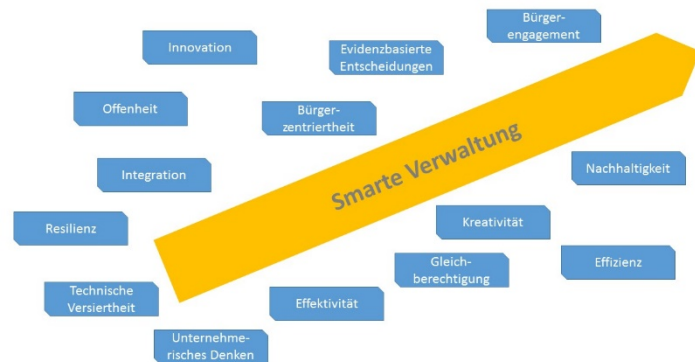 Bürger-
engagement
Innovation
Evidenzbasierte
Entscheidungen
Offenheit
Bürger-
zentriertheit
Smarte Verwaltung
Integration
Nachhaltigkeit
Resilienz
Kreativität
Gleich-
berechtigung
Effizienz
Technische
Versiertheit
Effektivität
Unternehme-
risches Denken